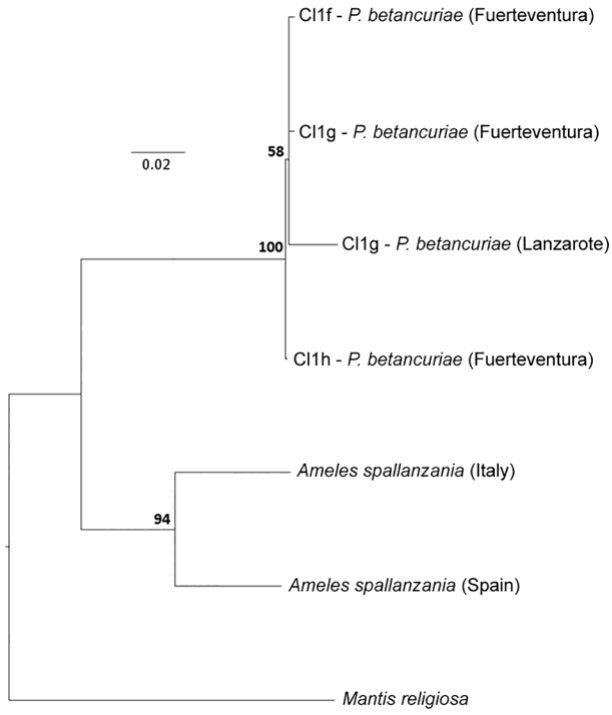 Cl1f - P. betancuriae (Fuerteventura)
Cl1g - P. betancuriae (Fuerteventura)
58
0.02
Cl1g - P. betancuriae (Lanzarote)
100
Cl1h - P. betancuriae (Fuerteventura)
Ameles spallanzania (Italy)
94
Ameles spallanzania (Spain)
Mantis religiosa